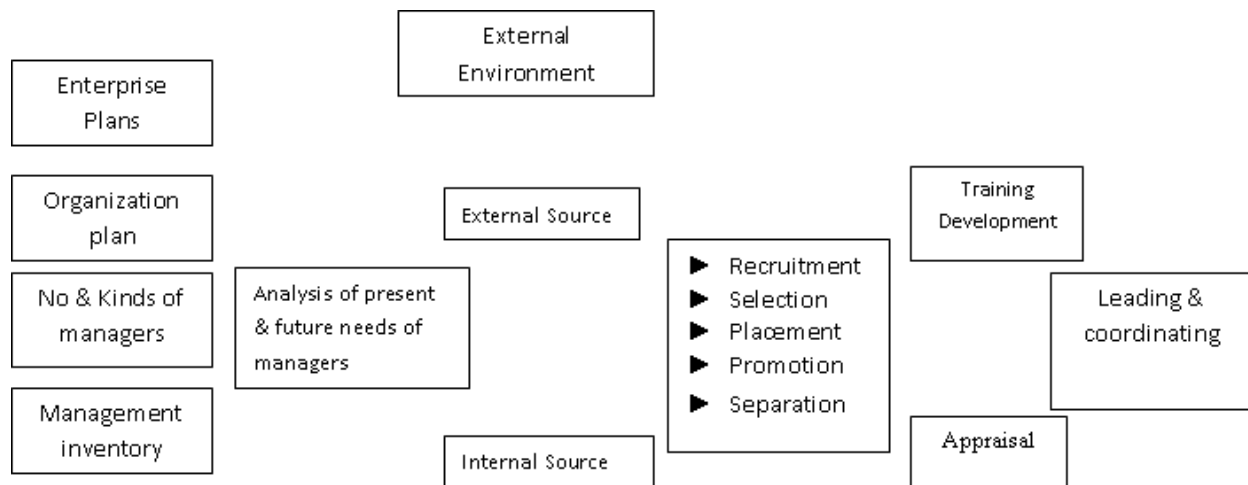 External
Environment
Enterprise
Plans
Organization
plan
No & Kinds of
managers
Management
inventory
Analysis of present
& future needs of
managers
External Source
Internal Source
► Recruitment
► Selection
► Placement
► Promotion
► Separation
Training
Development
Appraisal
Leading &
coordinating